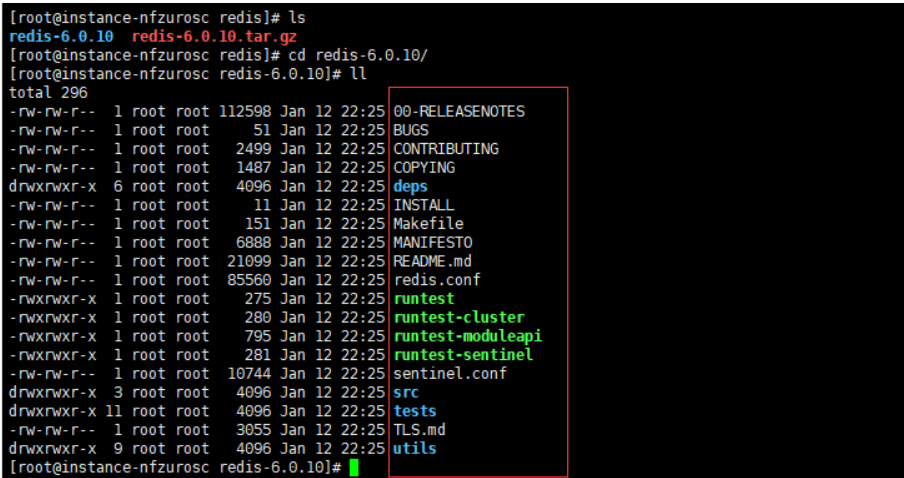 [root@instance-nfzurosc redis]# ls
redis-6.0.10  redis-6.0.10.tar.gz
[root@instance-nfzurosc redis]# cd redis-6.0.10/
[root@instance-nfzurosc redis-6.0.10]# ll
total 296
-rw-rw-r--  1 root root 112598 Jan 12 22:25 00-RELEASENOTES
-rw-rw-r--  1 root root     51 Jan 12 22:25 BUGS
-rw-rw-r--  1 root root   2499 Jan 12 22:25 CONTRIBUTING
-rw-rw-r--  1 root root   1487 Jan 12 22:25 COPYING
drwxrwxr-x  6 root root   4096 Jan 12 22:25 deps
-rw-rw-r--  1 root root     11 Jan 12 22:25 INSTALL
-rw-rw-r--  1 root root    151 Jan 12 22:25 Makefile
-rw-rw-r--  1 root root   6888 Jan 12 22:25 MANIFESTO
-rw-rw-r--  1 root root  21099 Jan 12 22:25 README.md
-rw-rw-r--  1 root root  85560 Jan 12 22:25 redis.conf
-rwxrwxr-x  1 root root    275 Jan 12 22:25 runtest
-rwxrwxr-x  1 root root    280 Jan 12 22:25 runtest-cluster
-rwxrwxr-x  1 root root    795 Jan 12 22:25 runtest-moduleapi
-rwxrwxr-x  1 root root    281 Jan 12 22:25 runtest-sentinel
-rw-rw-r--  1 root root  10744 Jan 12 22:25 sentinel.conf
drwxrwxr-x  3 root root   4096 Jan 12 22:25 src
drwxrwxr-x 11 root root   4096 Jan 12 22:25 tests
-rw-rw-r--  1 root root   3055 Jan 12 22:25 TLS.md
drwxrwxr-x  9 root root   4096 Jan 12 22:25 utils
[root@instance-nfzurosc redis-6.0.10]#